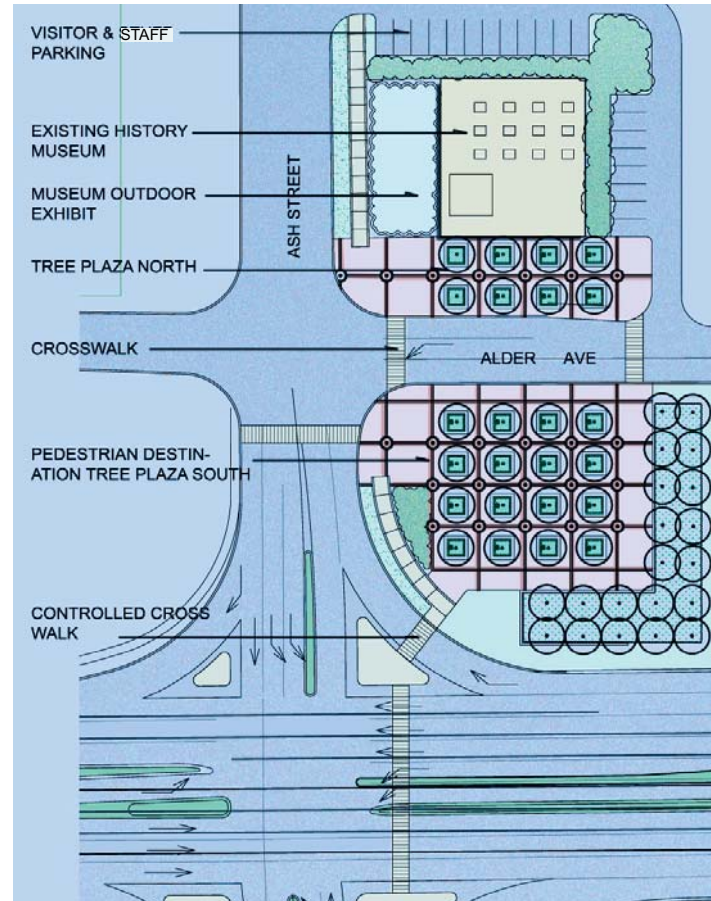 VISITOR & STAFF
PARKING
EXISTING HISTORY
MUSEUM
MUSEUM OUTDOOR
EXHIBIT
ASH STREET
TREE PLAZA NORTH
CROSSWALK
ALDER AVE
PEDESTRIAN DESTIN-
ATION TREE PLAZA SOUTH
CONTROLLED CROSS
WALK